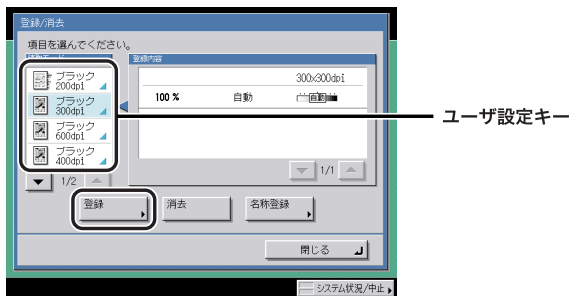 登録/消去
項目を選んでください。
登録内容
ブラック
200dpi
ブラック
300dpi
ブラック
600dpi
ブラック
400dpi
300x300dpi
100 % 自動 自動
1/2
1/1
登録 消去 名称登録
閉じる
システム状況/中止
ユーザ設定キー